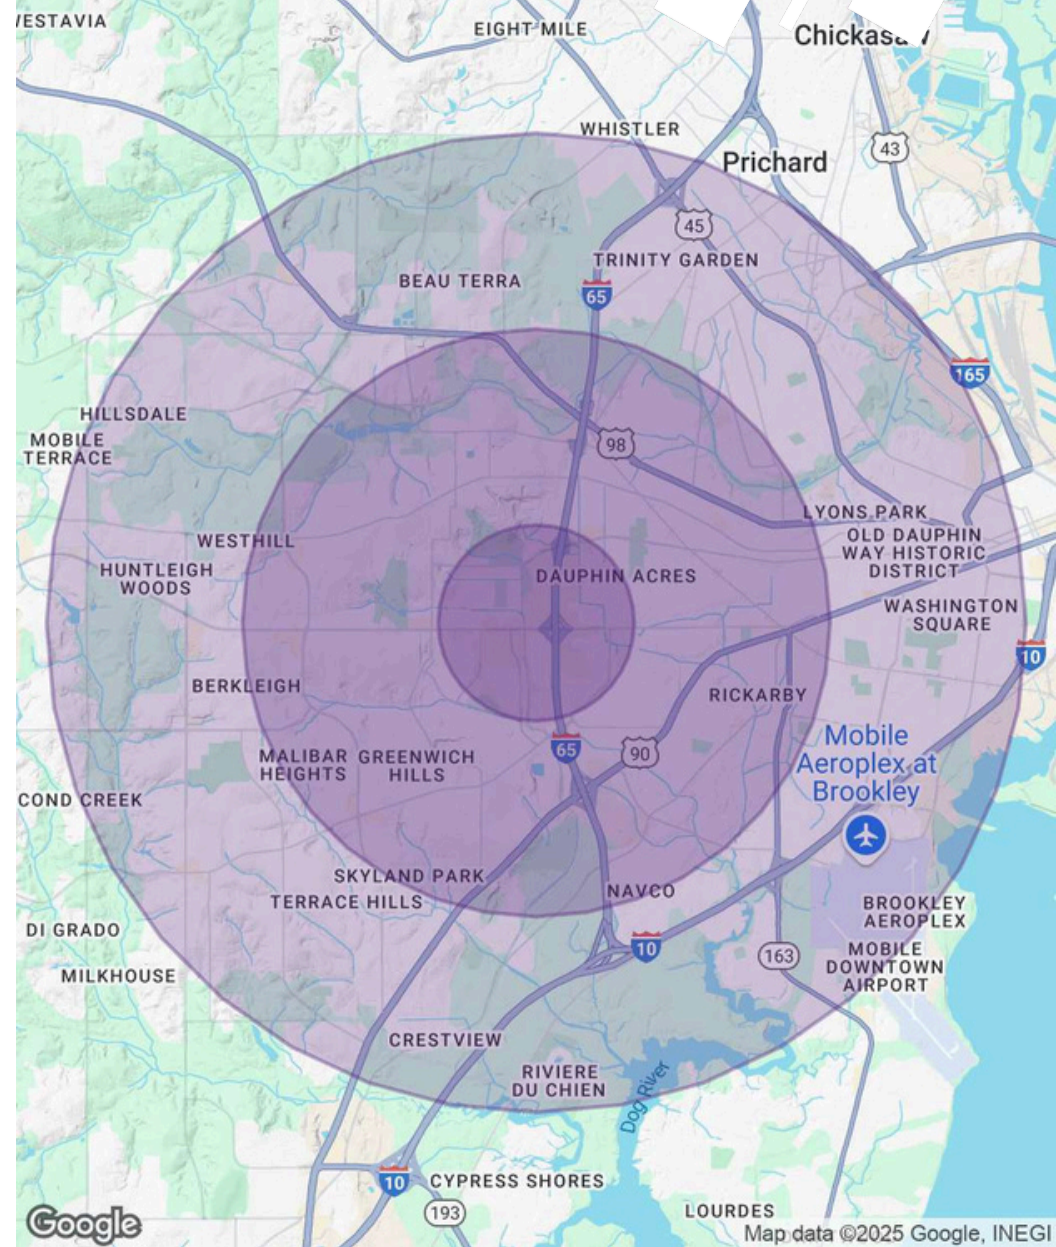 EIGHT MILE
WHISTLER
Prichard
43
45
TRINITY GARDEN
BEAU TERRA
65
165
HILLSDALE
MOBILE
TERRACE
98
LYONS PARK
OLD DAUPHIN
WAY HISTORIC
DISTRICT
WESTHILL
HUNTLEIGH
WOODS
DAUPHIN ACRES
WASHINGTON
SQUARE
10
BERKLEIGH
RICKARBY
MALIBAR
HEIGHTS
GREENWICH
HILLS
65
90
Mobile
Aeroplex at
Brookley
COND CREEK
SKYLAND PARK
TERRACE HILLS
NAVCO
BROOKLEY
AEROPLEX
DI GRADO
10
163
MOBILE
DOWNTOWN
AIRPORT
MILKHOUSE
CRESTVIEW
RIVIERE
DU CHIEN
Dog River
10
CYPRESS SHORES
193
LOURDES
Google
Map data ©2025 Google, INEGI